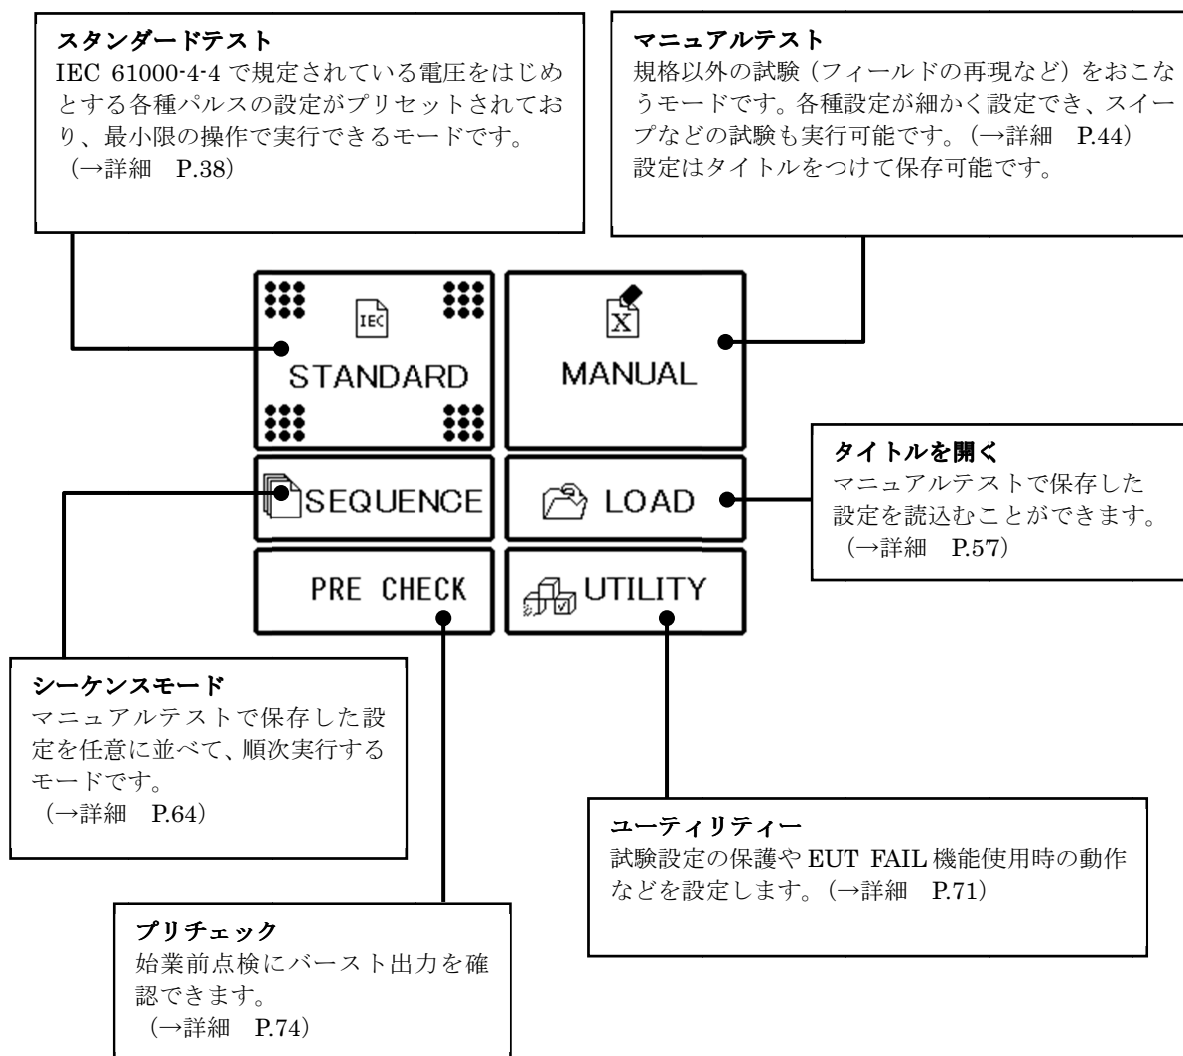 スタンダードテスト
IEC 61000-4-4 で規定されている電圧をはじめ
とする各種パルスの設定がプリセットされてお
り、最小限の操作で実行できるモードです。
(→詳細　P.38)
マニュアルテスト
規格以外の試験（フィールドの再現など）をおこな
うモードです。各種設定が細かく設定でき、スイー
プなどの試験も実行可能です。(→詳細　P.44)
設定はタイトルをつけて保存可能です。
IEC
STANDARD
X
MANUAL
SEQUENCE
LOAD
PRE CHECK
UTILITY
タイトルを開く
マニュアルテストで保存した
設定を読込むことができます。
(→詳細　P.57)
シーケンスモード
マニュアルテストで保存した設
定を任意に並べて、順次実行する
モードです。
(→詳細　P.64)
ユーティリティー
試験設定の保護や EUT FAIL 機能使用時の動作
などを設定します。(→詳細　P.71)
プリチェック
始業前点検にバースト出力を確
認できます。
(→詳細　P.74)